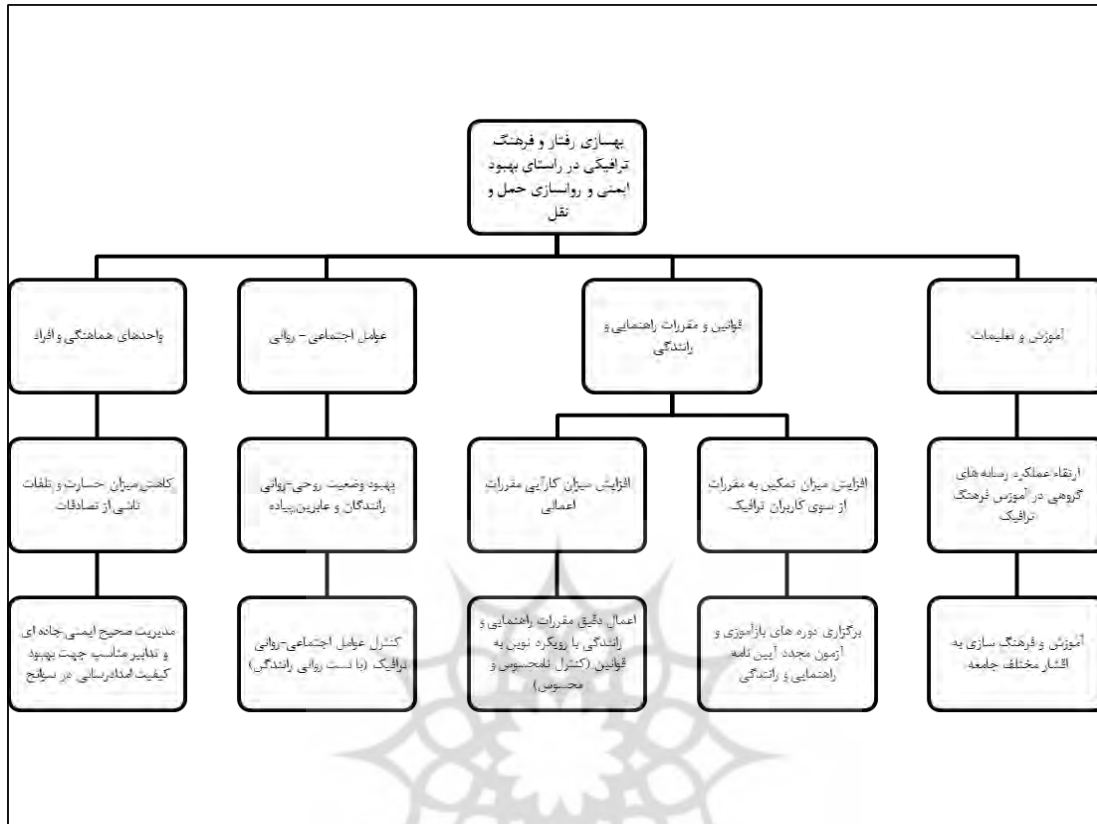 بهسازی رفتار و فرهنگ
ترافیکی در راستای بهبود
ایمنی و روانسازی حمل و
نقل
آموزش و تعلیمات
قوانین و مقررات راهنمایی و
رانندگی
عوامل اجتماعی – روانی
واحدهای هماهنگی و افراد
ارتقاء عملکرد رسانه های
گروهی در آموزش فرهنگ
ترافیک
افزایش میزان تمکین به مقررات
از سوی کاربران ترافیک
افزایش میزان کارآیی مقررات
اعمالی
بهبود وضعیت روحی-روانی
رانندگان و عابرین پیاده
کاهش میزان خسارت و تلفات
ناشی از تصادفات
آموزش و فرهنگ سازی به
اقشار مختلف جامعه
برگزاری دوره های بازآموزی و
آزمون مجدد آیین نامه
راهنمایی و رانندگی
اعمال دقیق مقررات راهنمایی و
رانندگی با رویکرد نوین به
قوانین (کنترل نامحسوس و
محسوس)
کنترل عوامل اجتماعی-روانی
ترافیک (با تست روانی رانندگی)
مدیریت صحیح ایمنی جاده ای
و تدابیر مناسب جهت بهبود
کیفیت امدادرسانی در سوانح